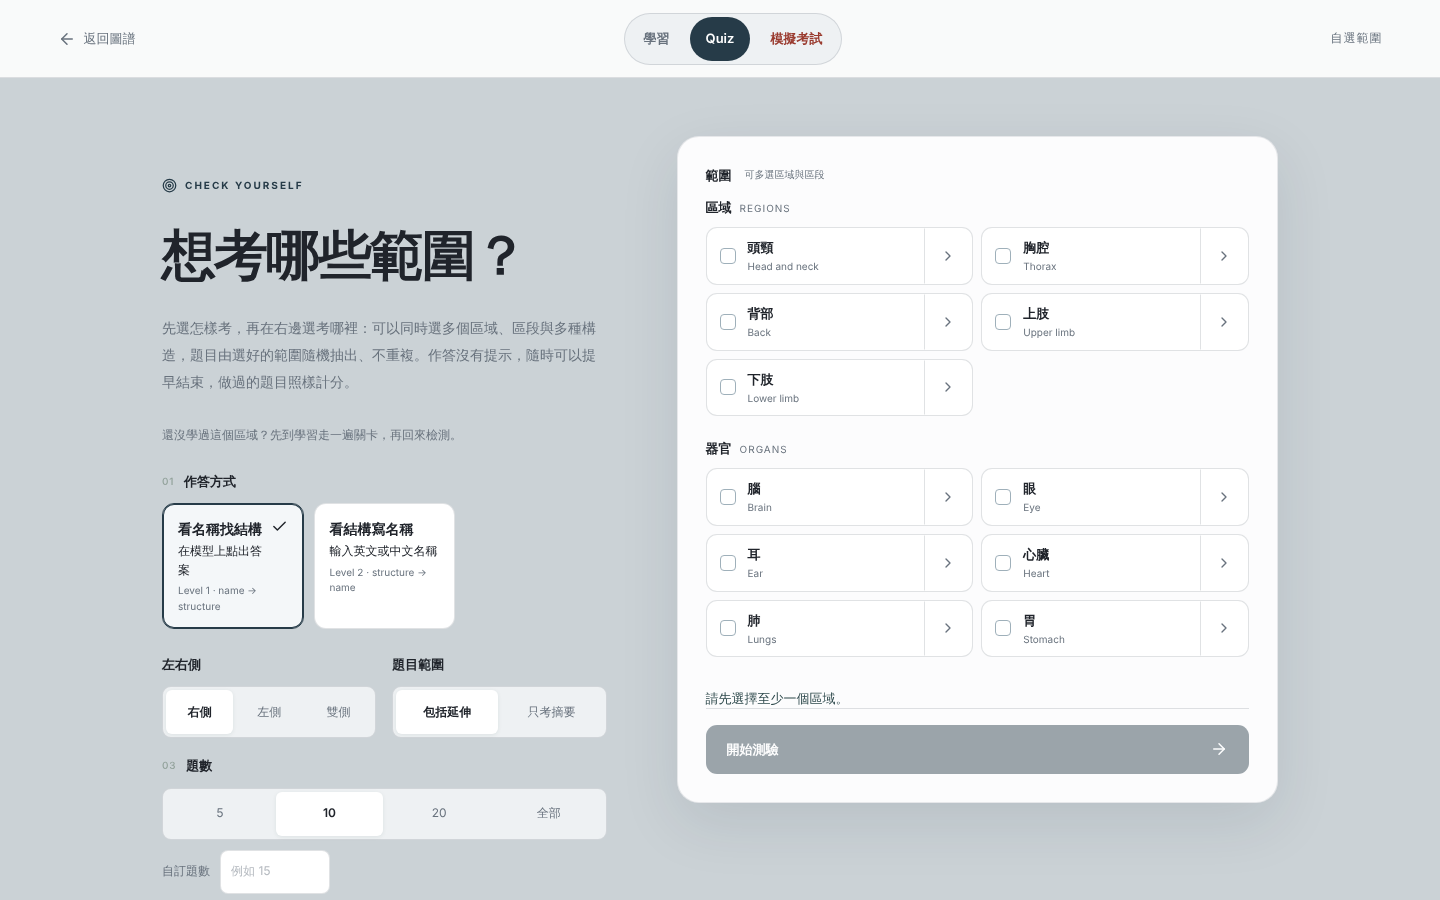 返回圖譜
學習
Quiz
模擬考試
自選範圍
CHECK YOURSELF
想考哪些範圍？
先選怎樣考，再在右邊選考哪裡：可以同時選多個區域、區段與多種構
造，題目由選好的範圍隨機抽出、不重複。作答沒有提示，隨時可以提
早結束，做過的題目照樣計分。
還沒學過這個區域？先到學習走一遍關卡，再回來檢測。
01 作答方式
看名稱找結構
在模型上點出答
案
Level 1 · name →
structure
看結構寫名稱
輸入英文或中文名稱
Level 2 · structure →
name
左右側
右側
左側
雙側
題目範圍
包括延伸
只考摘要
03 題數
5
10
20
全部
自訂題數
例如 15
範圍 可多選區域與區段
區域 REGIONS
頭頸
Head and neck
胸腔
Thorax
背部
Back
上肢
Upper limb
下肢
Lower limb
器官 ORGANS
腦
Brain
眼
Eye
耳
Ear
心臟
Heart
肺
Lungs
胃
Stomach
請先選擇至少一個區域。
開始測驗